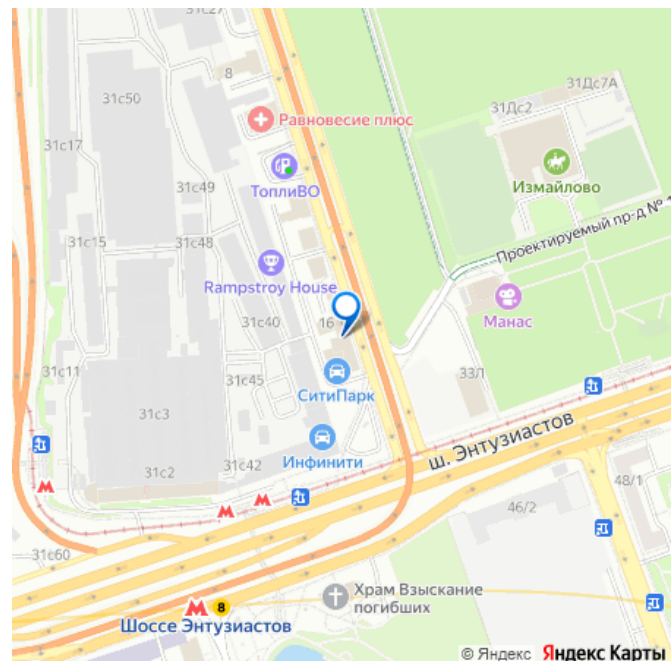 31с27
31Дс7А
8
31Дс2
31с50
Равновесие плюс
31с17
ТоплиВО
Измайлово
31с49
31с15
31с48
Проектируемый пр-д №
Rampstroy House
Манас
31с40
16
31с11
31с45
СитиПарк
33Л
31с3
ш. Энтузиастов
Инфинити
31с2
31с42
48/1
46/2
31с60
Храм Взыскание
погибших
8
Шоссе Энтузиастов
© Яндекс Яндекс Карты